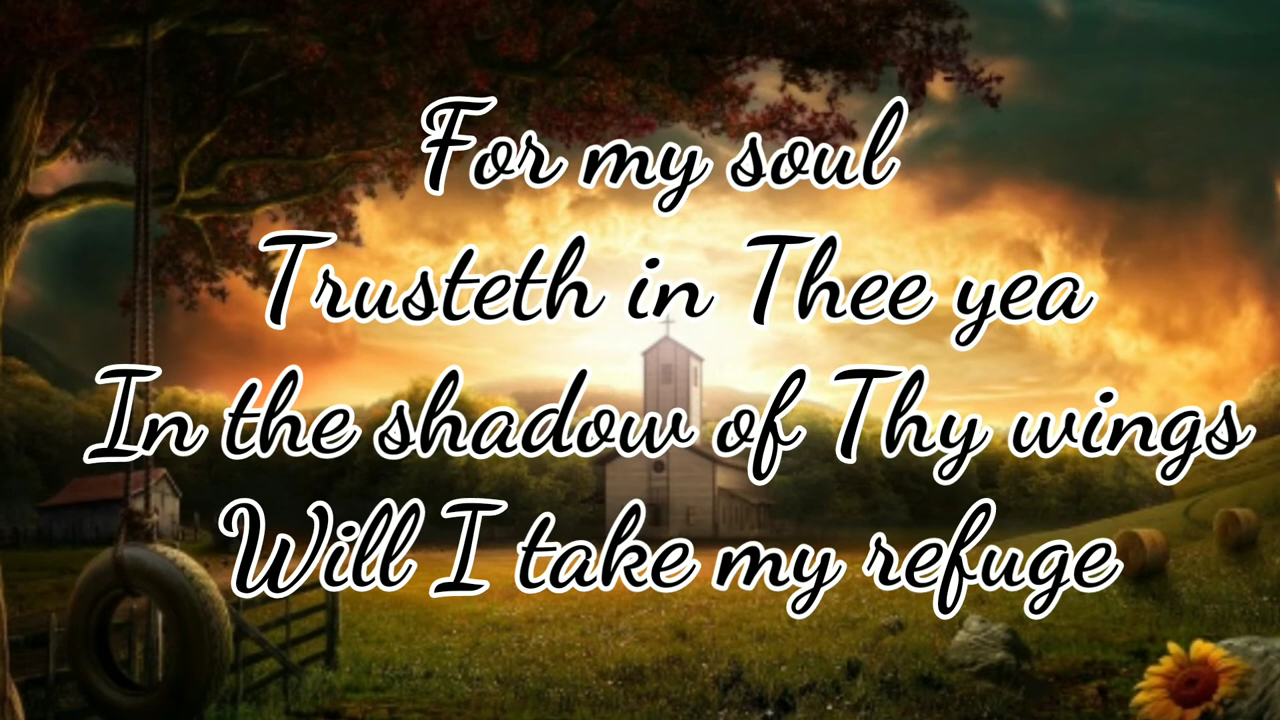 For my soul
Trusteth in Thee yea
In the shadow of Thy wings
Will I take my refuge